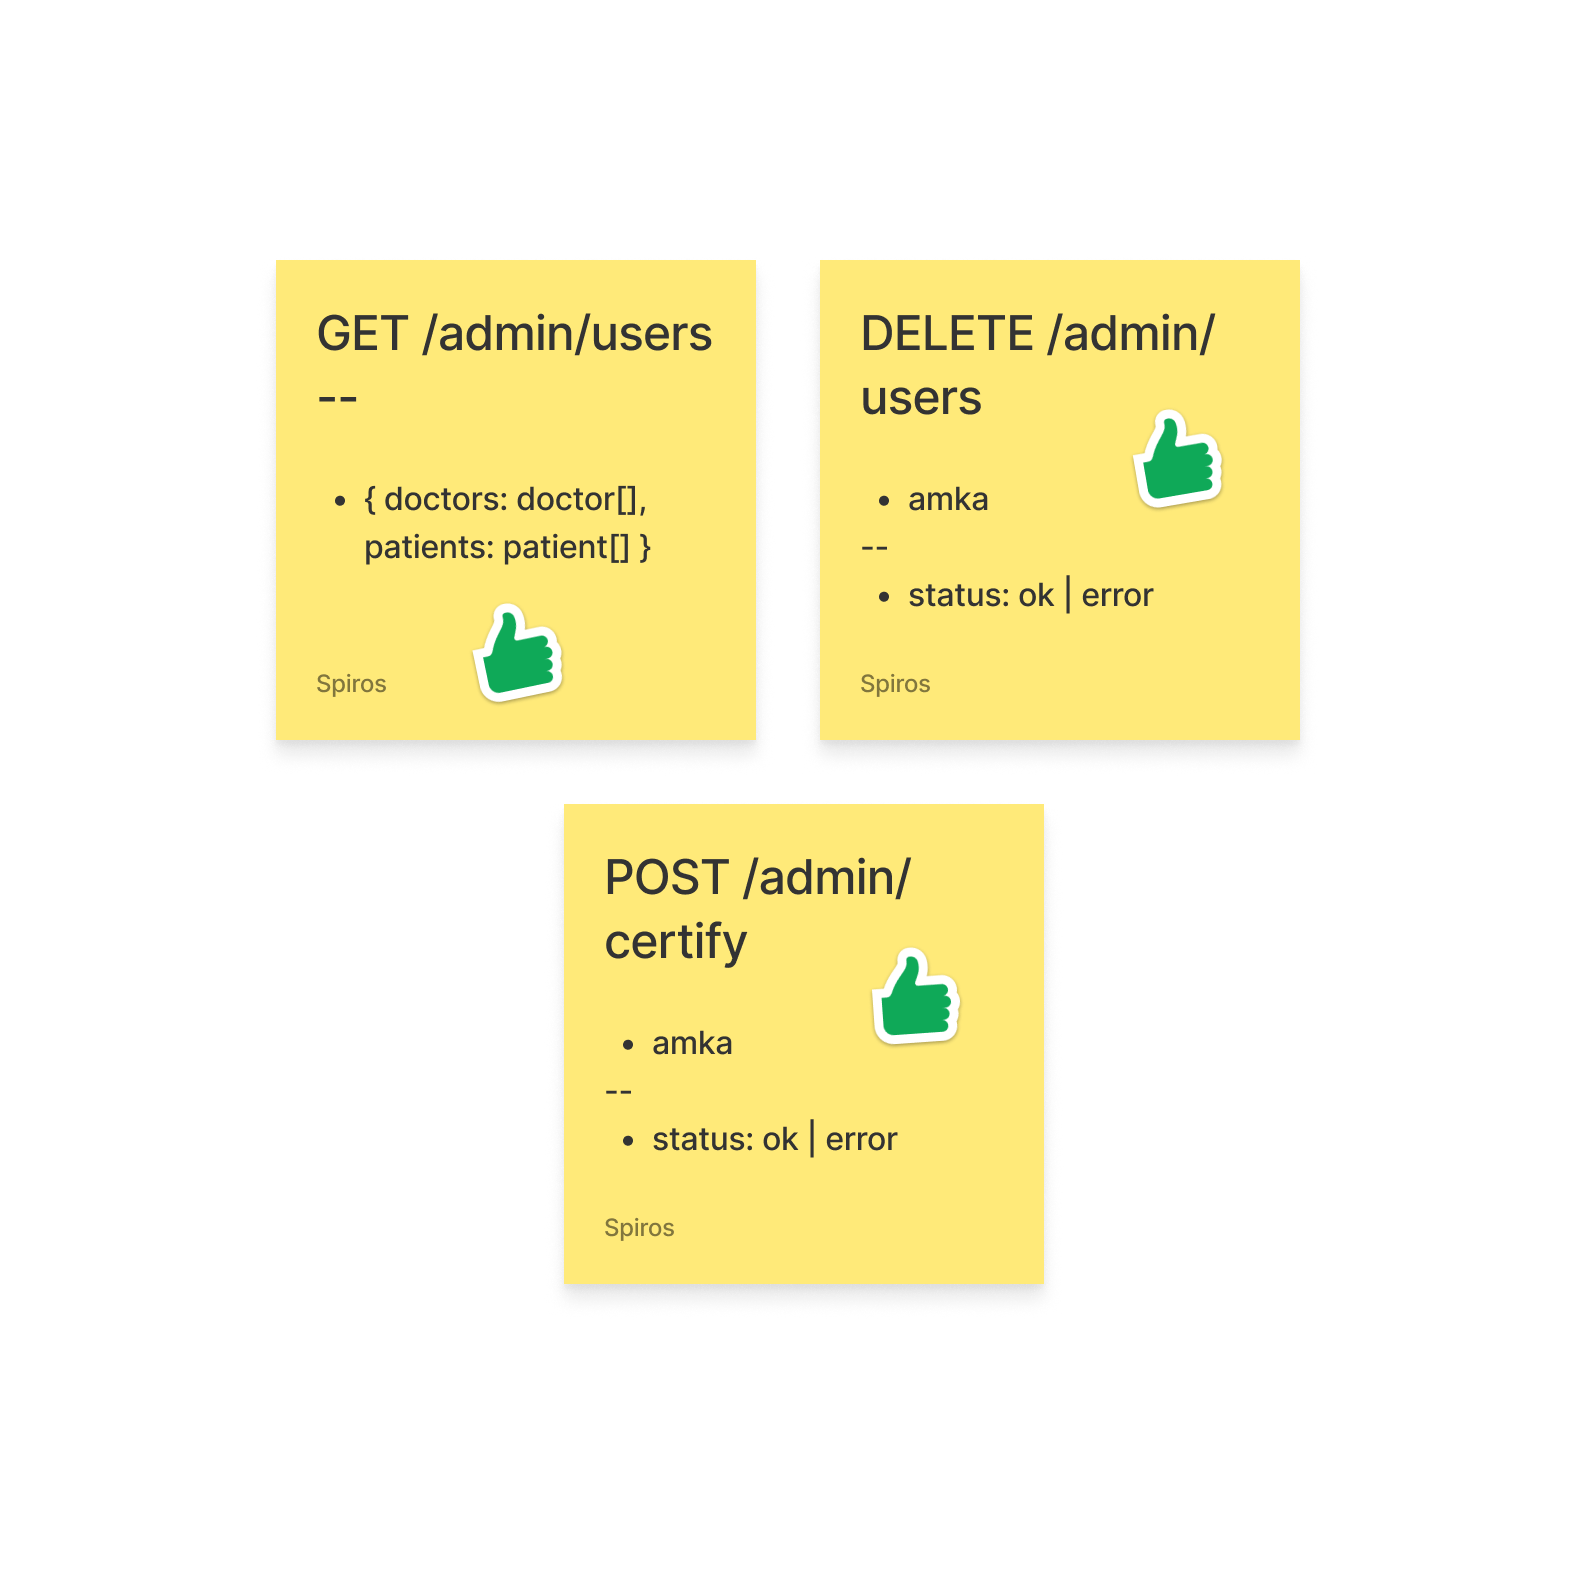 GET /admin/users
--
• { doctors: doctor[],
patients: patient[] }
Spiros
DELETE /admin/
users
• amka
--
• status: ok | error
Spiros
POST /admin/
certify
• amka
--
• status: ok | error
Spiros